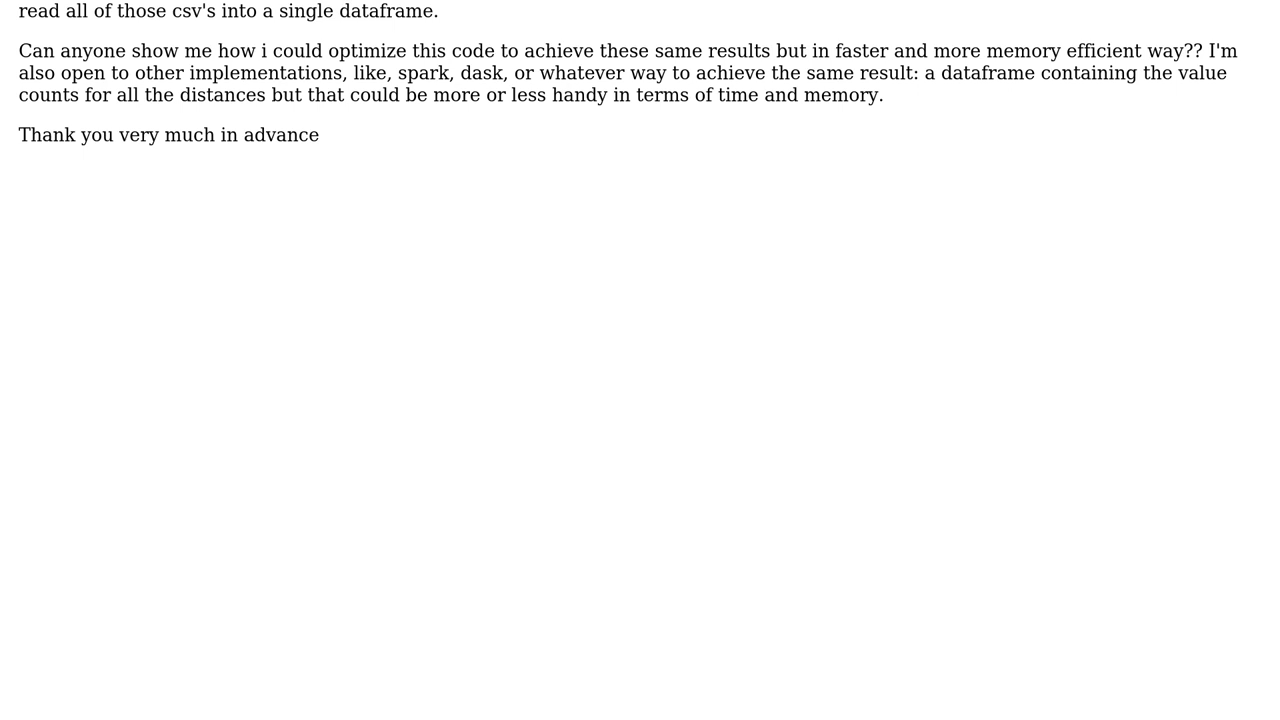 read all of those csv's into a single dataframe.
Can anyone show me how i could optimize this code to achieve these same results but in faster and more memory efficient way?? I'm
also open to other implementations, like, spark, dask, or whatever way to achieve the same result: a dataframe containing the value
counts for all the distances but that could be more or less handy in terms of time and memory.
Thank you very much in advance